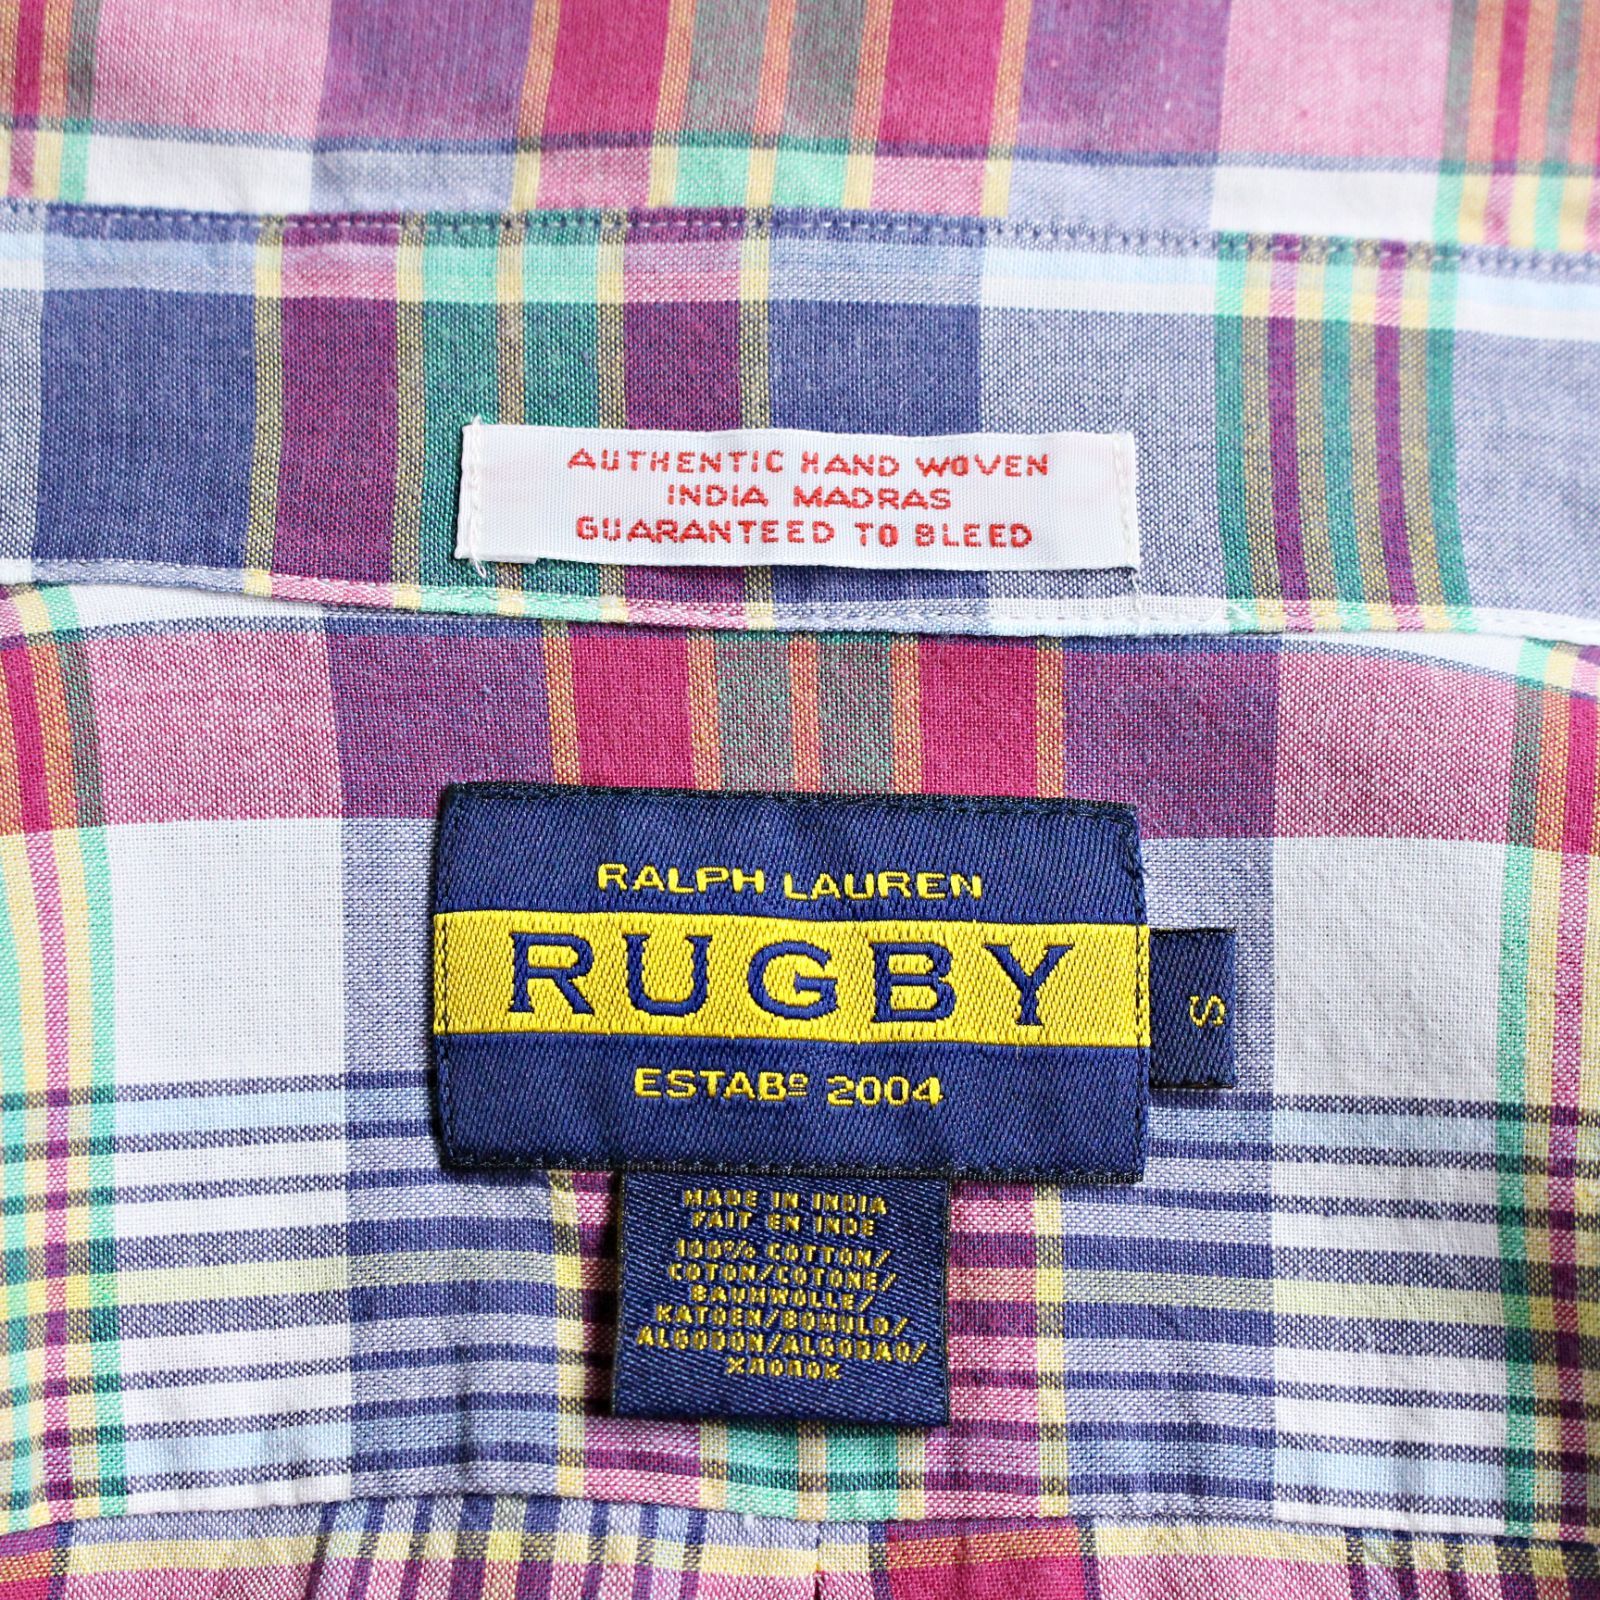 AUTHENTIC HAND WOVEN
INDIA MADRAS
GUARANTEED TO BLEED
RALPH LAUREN
RUGBY
S
ESTABº 2004
MADE IN INDIA
FAIT EN INDE
100% COTTON/
COTON/COTONE/
BAUMWOLLE/
KATOEN/BOMULD/
ALGODON/ALGODAO/
ХЛОПОК